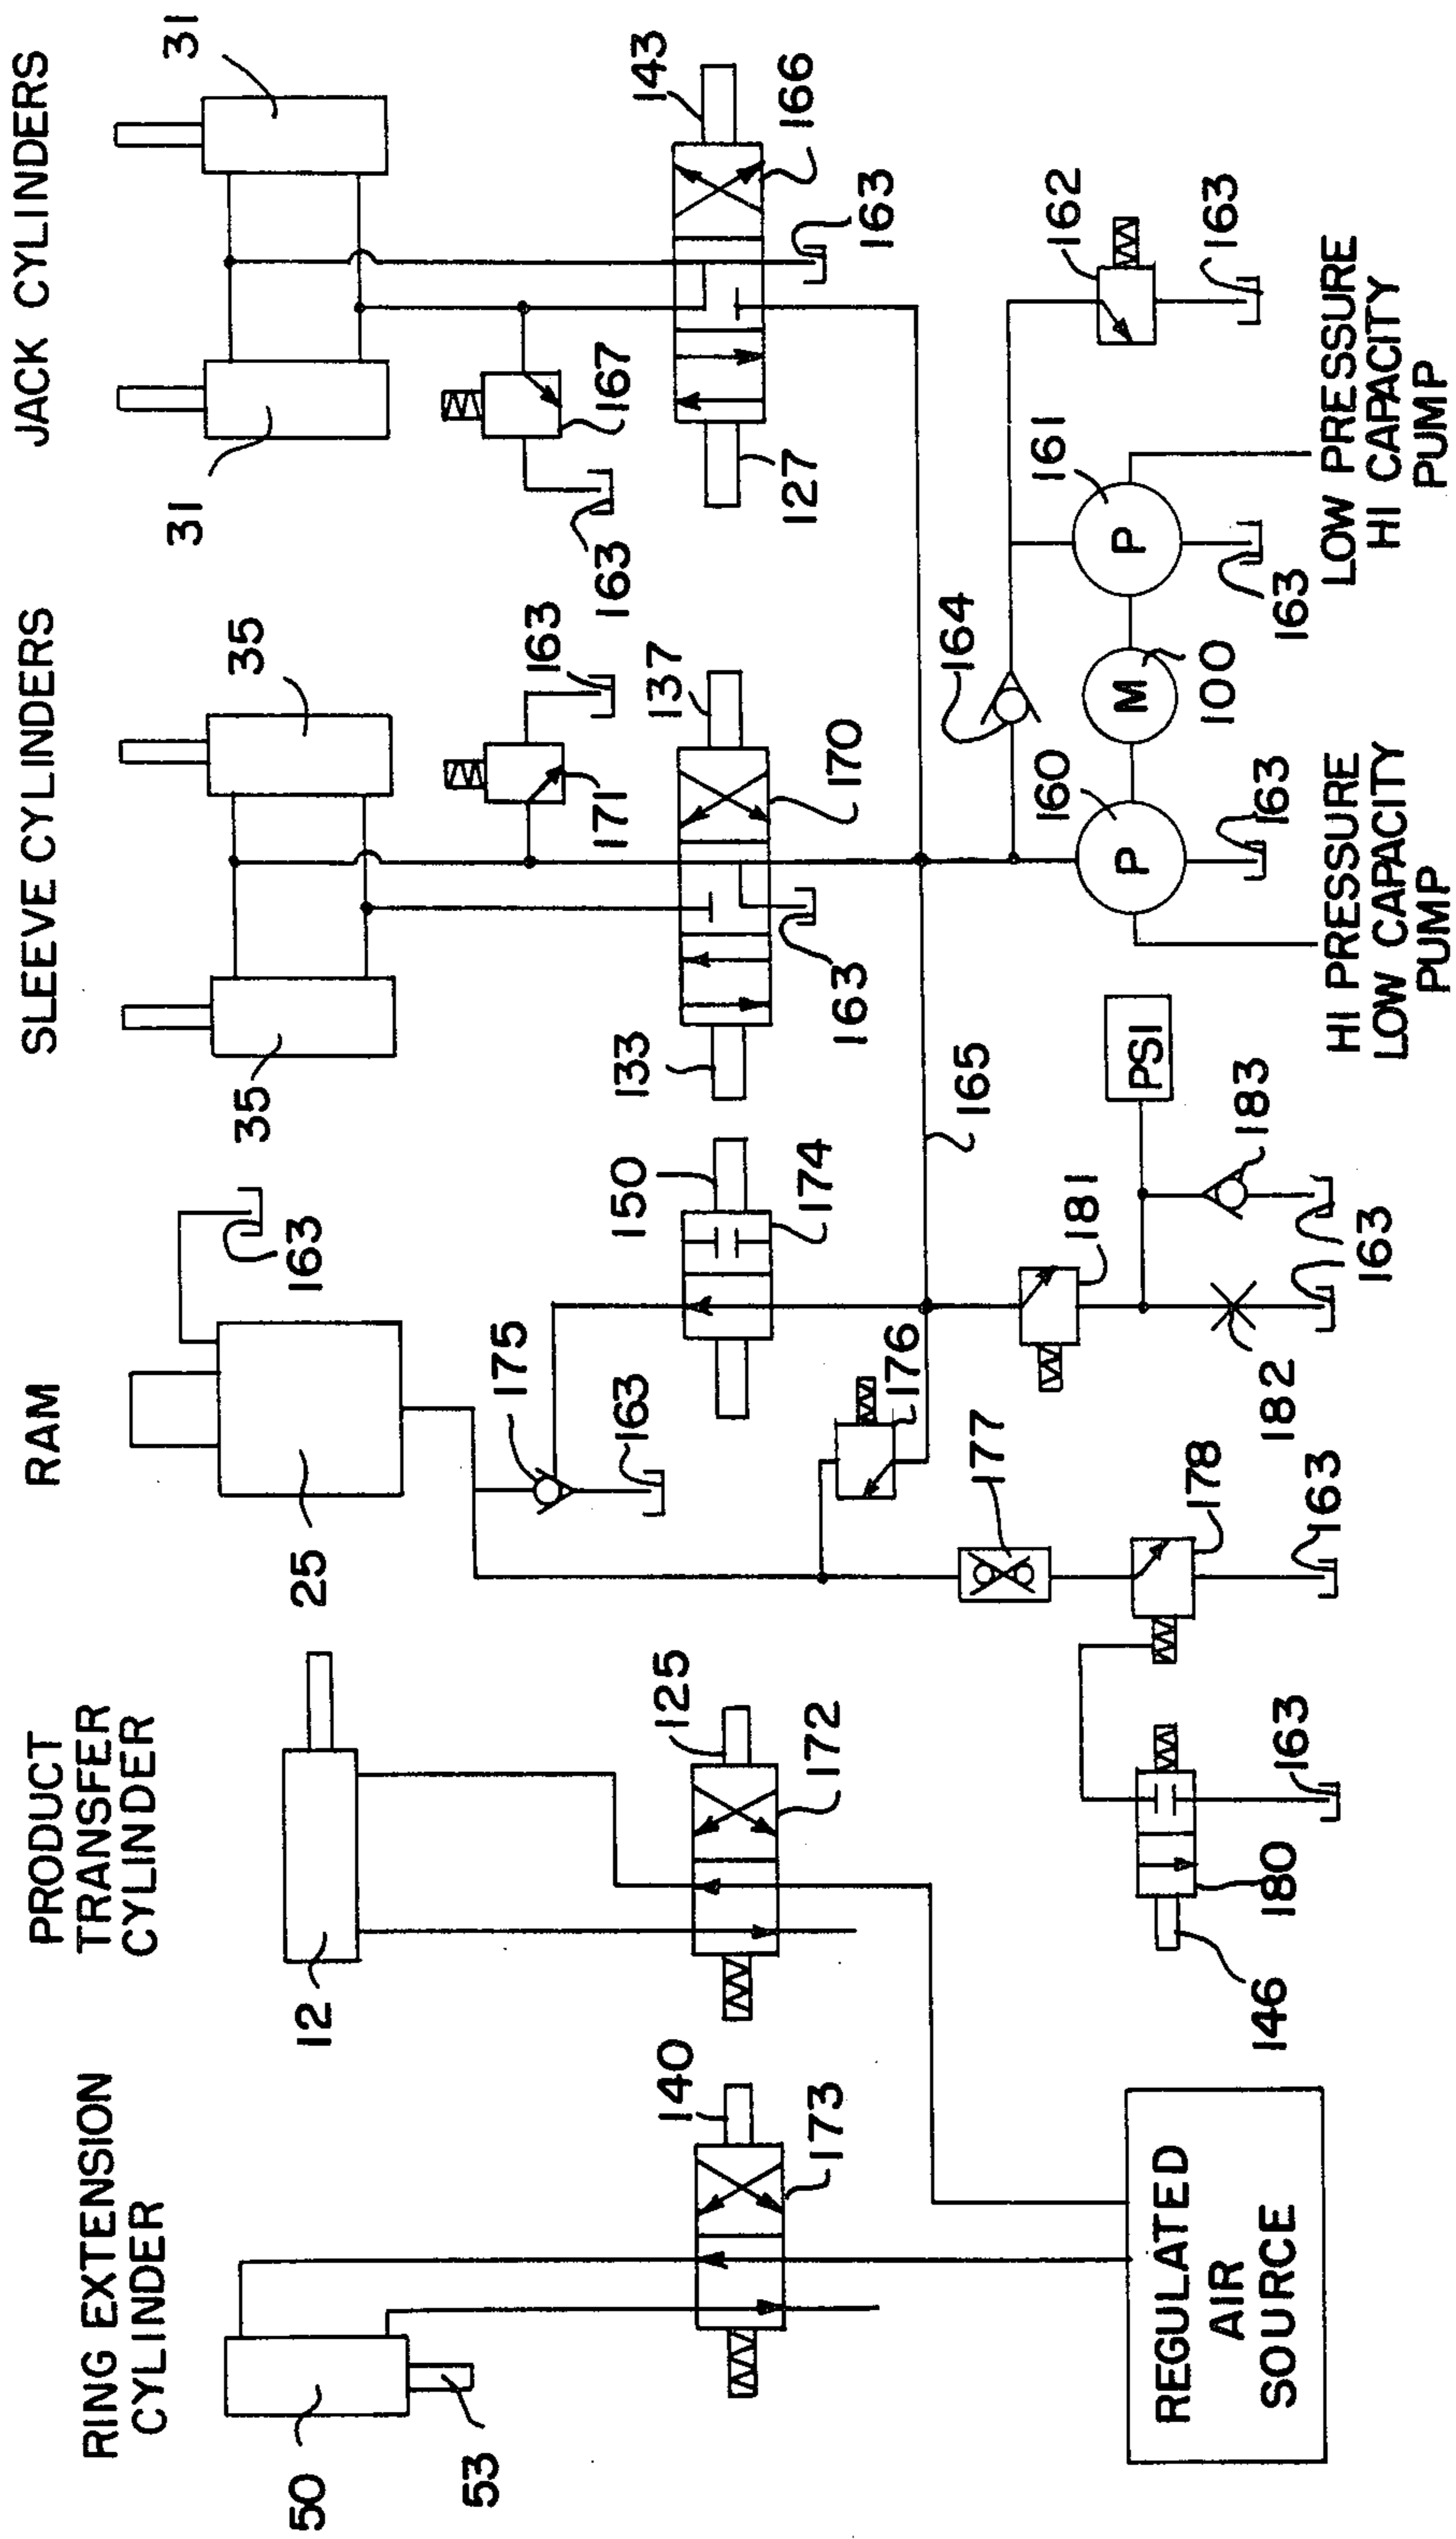 RING EXTENSION
CYLINDER
PRODUCT
TRANSFER
CYLINDER
RAM
SLEEVE CYLINDERS
JACK CYLINDERS
50
53
12
25
163
35
35
31
31
140
173
125
172
175
163
150
174
133
163
137
170
171
163
163
167
127
143
166
163
176
177
178
163
180
146
163
165
181
182
183
163
PSI
160
P
163
164
M
100
161
P
163
162
163
REGULATED
AIR
SOURCE
HI PRESSURE
LOW CAPACITY
PUMP
LOW PRESSURE
HI CAPACITY
PUMP